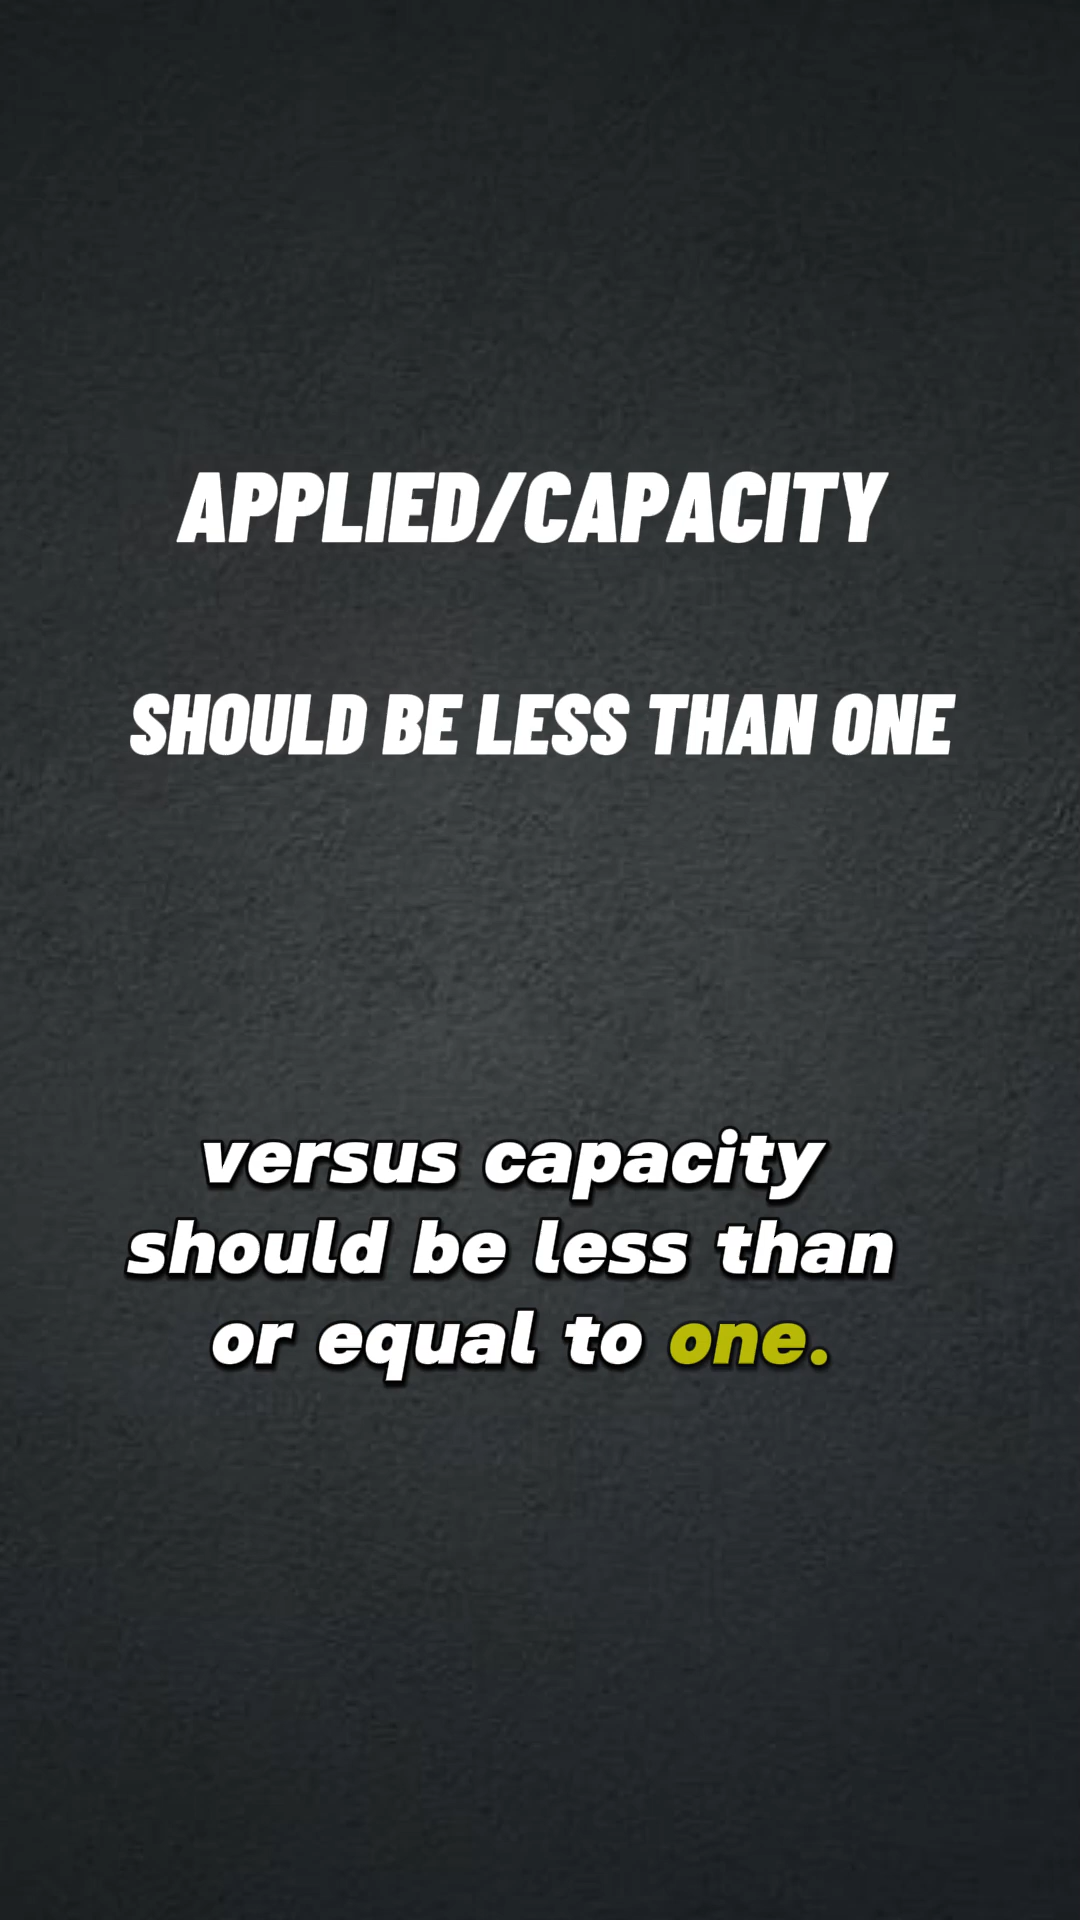 APPLIED/CAPACITY
SHOULD BE LESS THAN ONE
versus capacity
should be less than
or equal to one.